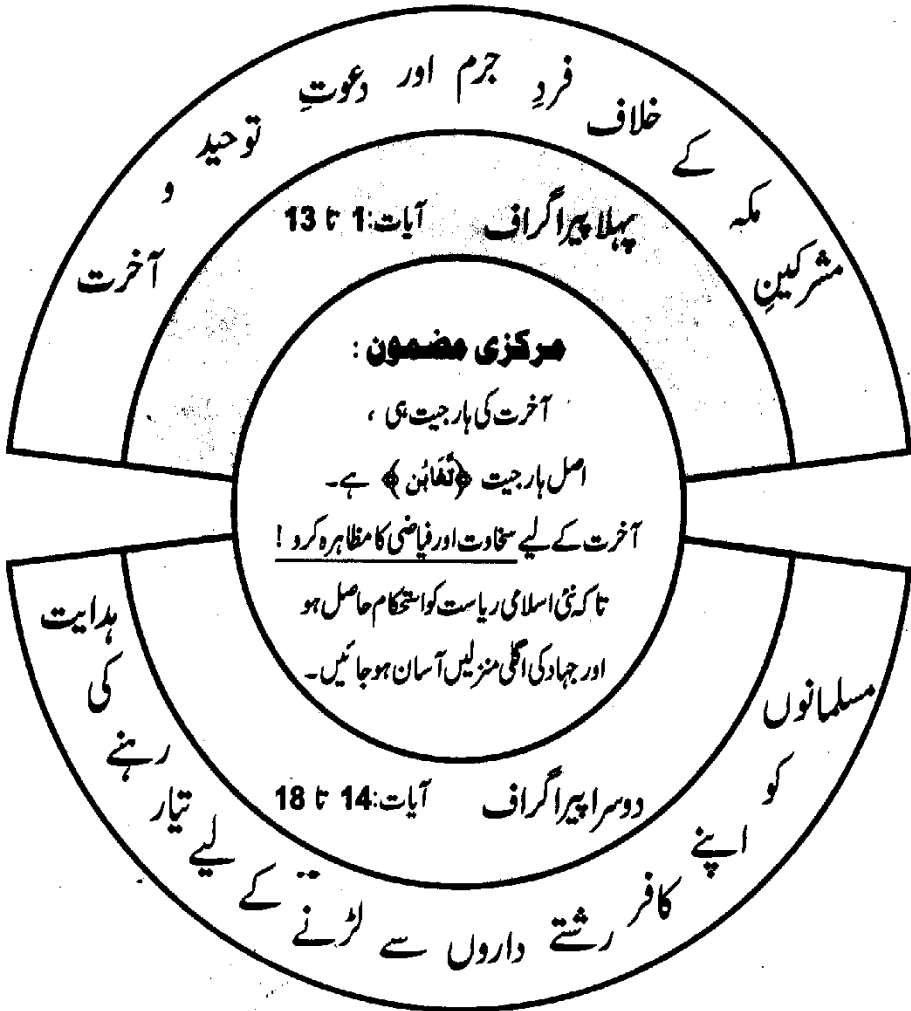 مشرکینِ مکہ کے خلاف فردِ جرم اور دعوتِ توحید و آخرت
پہلا پیراگراف آیات:1 تا 13
مرکزی مضمون :
آخرت کی ہار جیت ہی ،
اصل ہار جیت ﴿تَغَابُن﴾ ہے۔
آخرت کے لیے سخاوت اور فیاضی کا مظاہرہ کرو !
تاکہ نئی اسلامی ریاست کو استحکام حاصل ہو
اور جہاد کی اگلی منزلیں آسان ہو جائیں۔
دوسرا پیراگراف آیات:14 تا 18
مسلمانوں کو اپنے کافر رشتے داروں سے لڑنے کے لیے تیار رہنے کی ہدایت